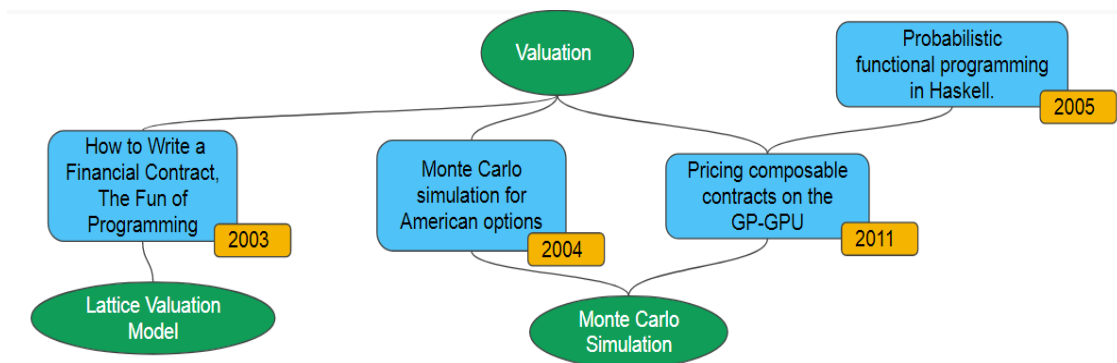 Valuation
Probabilistic
functional programming
in Haskell.
2005
How to Write a
Financial Contract,
The Fun of
Programming
2003
Monte Carlo
simulation for
American options
2004
Pricing composable
contracts on the
GP-GPU
2011
Lattice Valuation
Model
Monte Carlo
Simulation